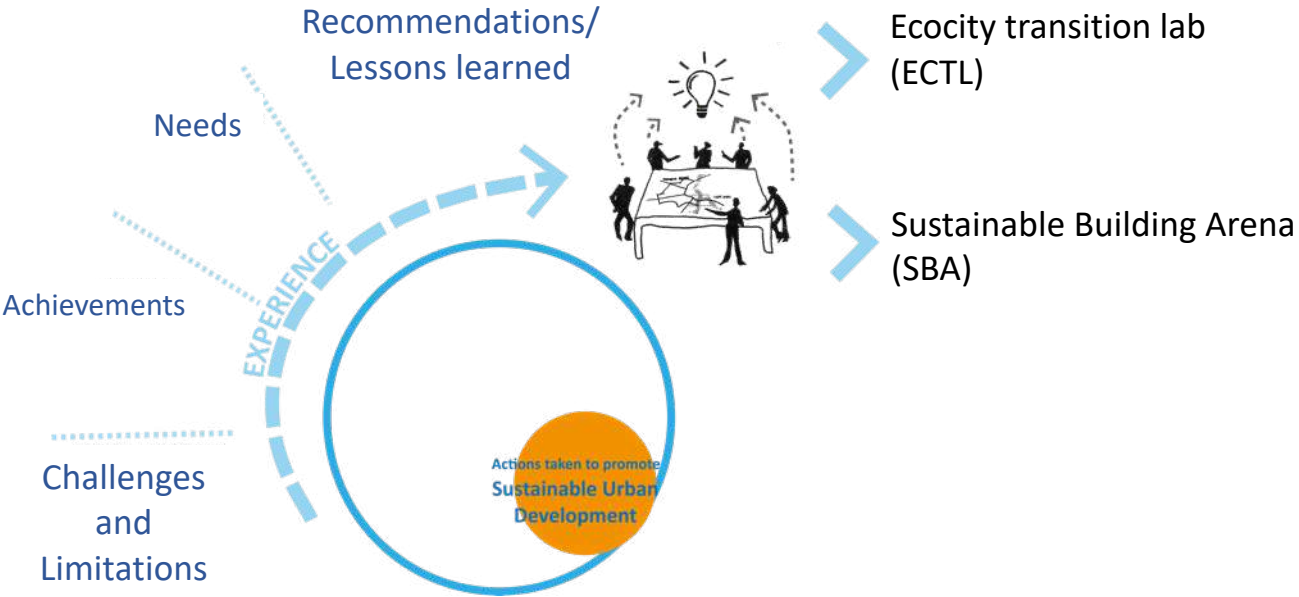 Recommendations/
Lessons learned
Ecocity transition lab
(ECTL)
Needs
Sustainable Building Arena
(SBA)
EXPERIENCE
Achievements
Challenges
and
Limitations
Actions taken to promote
Sustainable Urban
Development